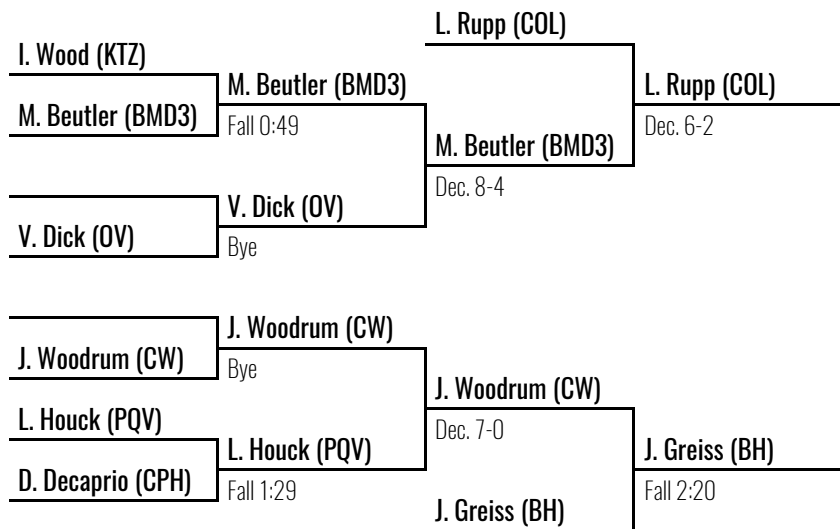 L. Rupp (COL)
I. Wood (KTZ)
M. Beutler (BMD3)
L. Rupp (COL)
M. Beutler (BMD3)
Fall 0:49
Dec. 6-2
M. Beutler (BMD3)
Dec. 8-4
V. Dick (OV)
V. Dick (OV)
Bye
J. Woodrum (CW)
J. Woodrum (CW)
Bye
J. Woodrum (CW)
L. Houck (PQV)
Dec. 7-0
L. Houck (PQV)
J. Greiss (BH)
D. Decaprio (CPH)
Fall 1:29
Fall 2:20
J. Greiss (BH)